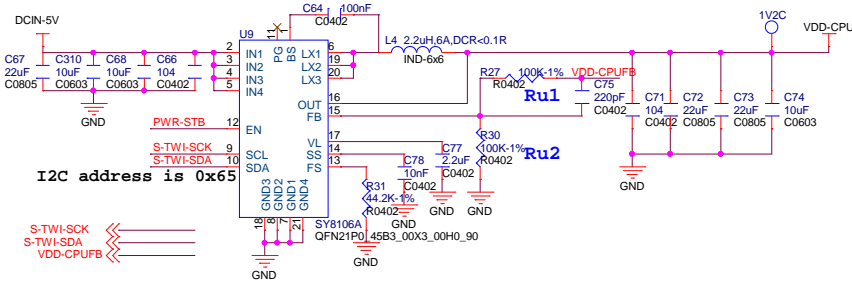 C64 100nF
C0402
DCIN-5V
U9
11
1
PG
BS
L4 2.2uH,6A,DCR<0.1R
IND-6x6
1V2C
VDD-CPU
C67
22uF
C0805
C310
10uF
C0603
C68
10uF
C0603
C66
104
C0402
GND
2 IN1
3 IN2
4 IN3
5 IN4
LX1 6
LX2 19
LX3 20
OUT 16
FB 15
R27 100K-1%
R0402
Ru1
VDD-CPUFB
C75
220pF
C0402
C71
104
C0402
C72
22uF
C0805
C73
22uF
C0805
C74
10uF
C0603
GND
PWR-STB 12 EN
S-TWI-SCK 9 SCL
S-TWI-SDA 10 SDA
I2C address is 0x65
VL 17
SS 14
FS 13
R30
100K-1%
R0402
Ru2
GND
C77
2.2uF
C0402
GND
C78
10nF
C0402
GND
R31
44.2K-1%
R0402
GND
GND3
GND2
GND1
GND4
18
8
7
21
GND
SY8106A
QFN21P0_45B3_00X3_00H0_90
S-TWI-SCK
S-TWI-SDA
VDD-CPUFB